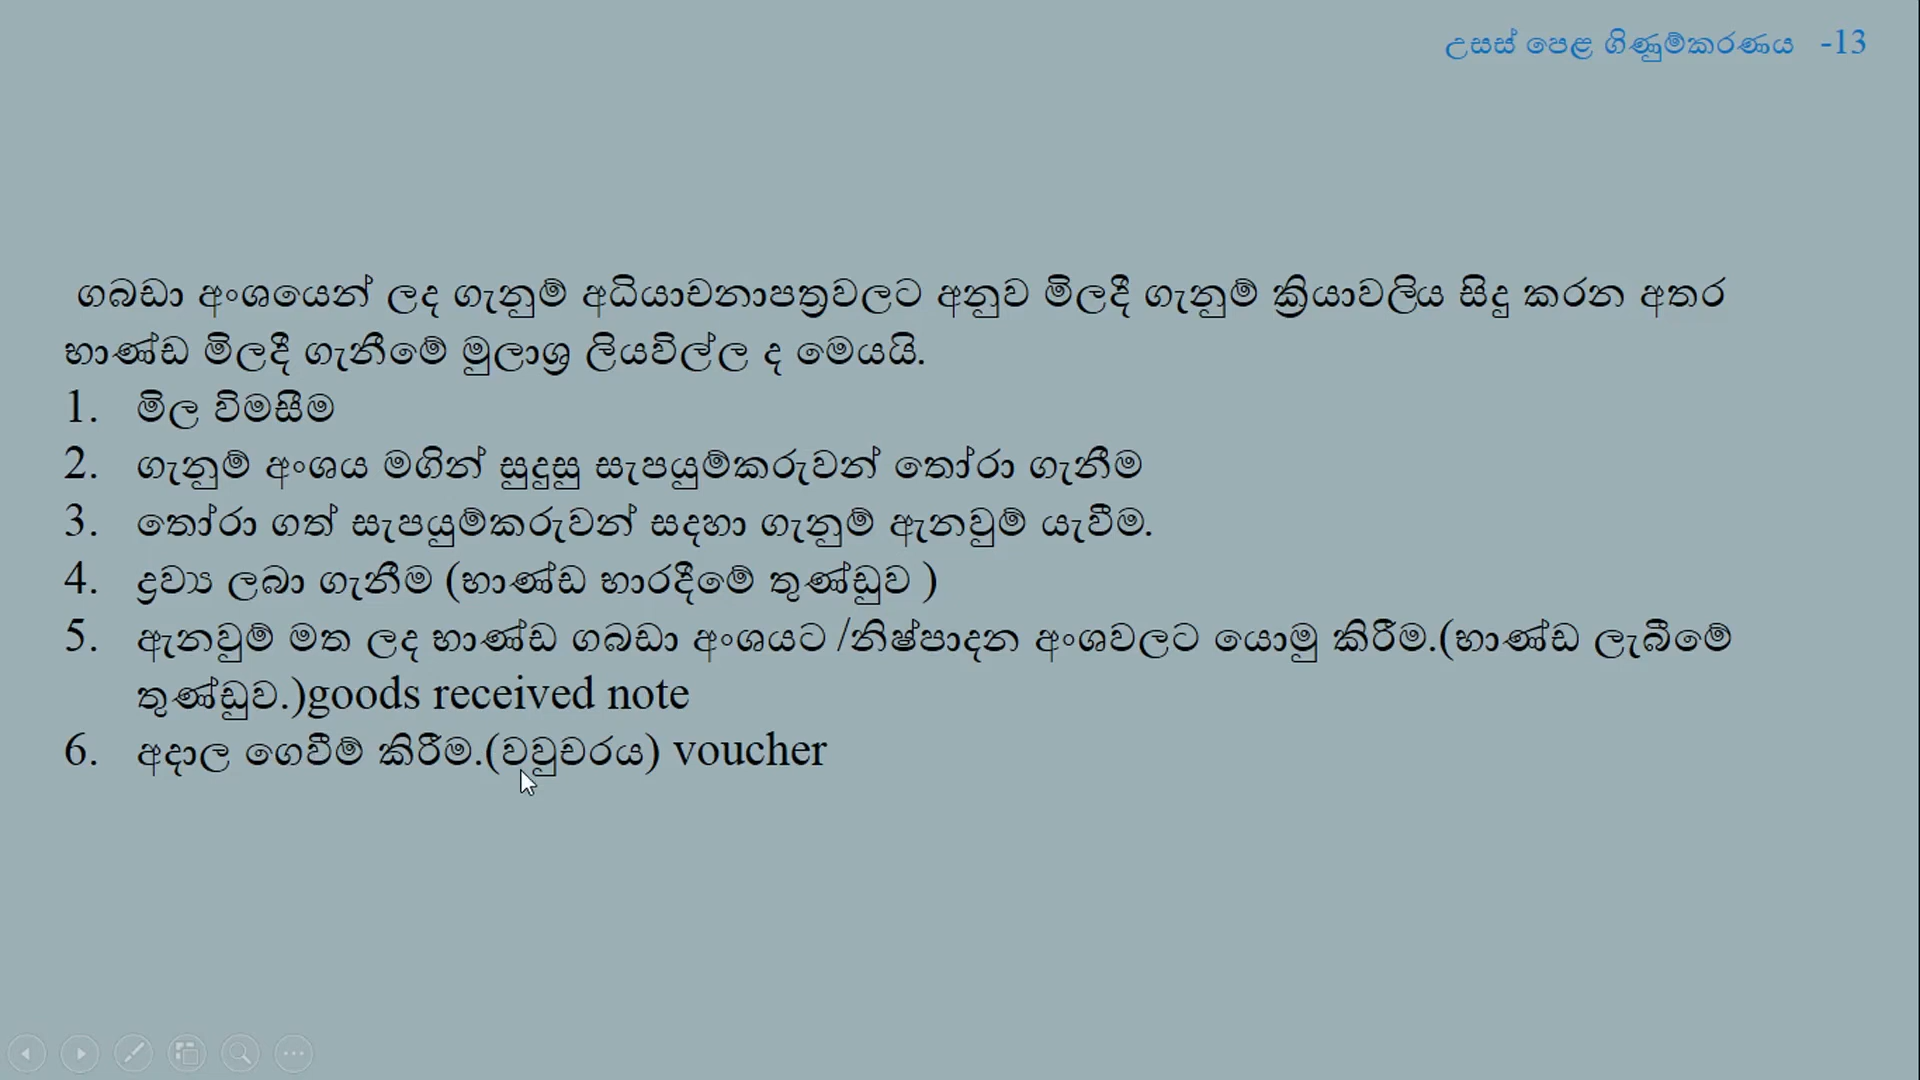 උසස් පෙළ ගිණුම්කරණය -13
ගබඩා අංශයෙන් ලද ගැනුම් අධියාචනාපත්‍රවලට අනුව මිලදී ගැනුම් ක්‍රියාවලිය සිදු කරන අතර
භාණ්ඩ මිලදී ගැනීමේ මුලාශ්‍ර ලියවිල්ල ද මෙයයි.
1. මිල විමසීම
2. ගැනුම් අංශය මගින් සුදුසු සැපයුම්කරුවන් තෝරා ගැනීම
3. තෝරා ගත් සැපයුම්කරුවන් සදහා ගැනුම් ඇනවුම් යැවීම.
4. ද්‍රව්‍ය ලබා ගැනීම (භාණ්ඩ භාරදීමේ තුණ්ඩුව )
5. ඇනවුම් මත ලද භාණ්ඩ ගබඩා අංශයට /නිෂ්පාදන අංශවලට යොමු කිරීම.(භාණ්ඩ ලැබීමේ
තුණ්ඩුව.)goods received note
6. අදාල ගෙවීම් කිරීම.(වවුචරය) voucher